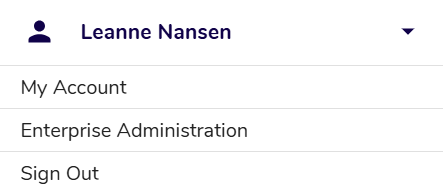 Leanne Nansen
My Account
Enterprise Administration
Sign Out